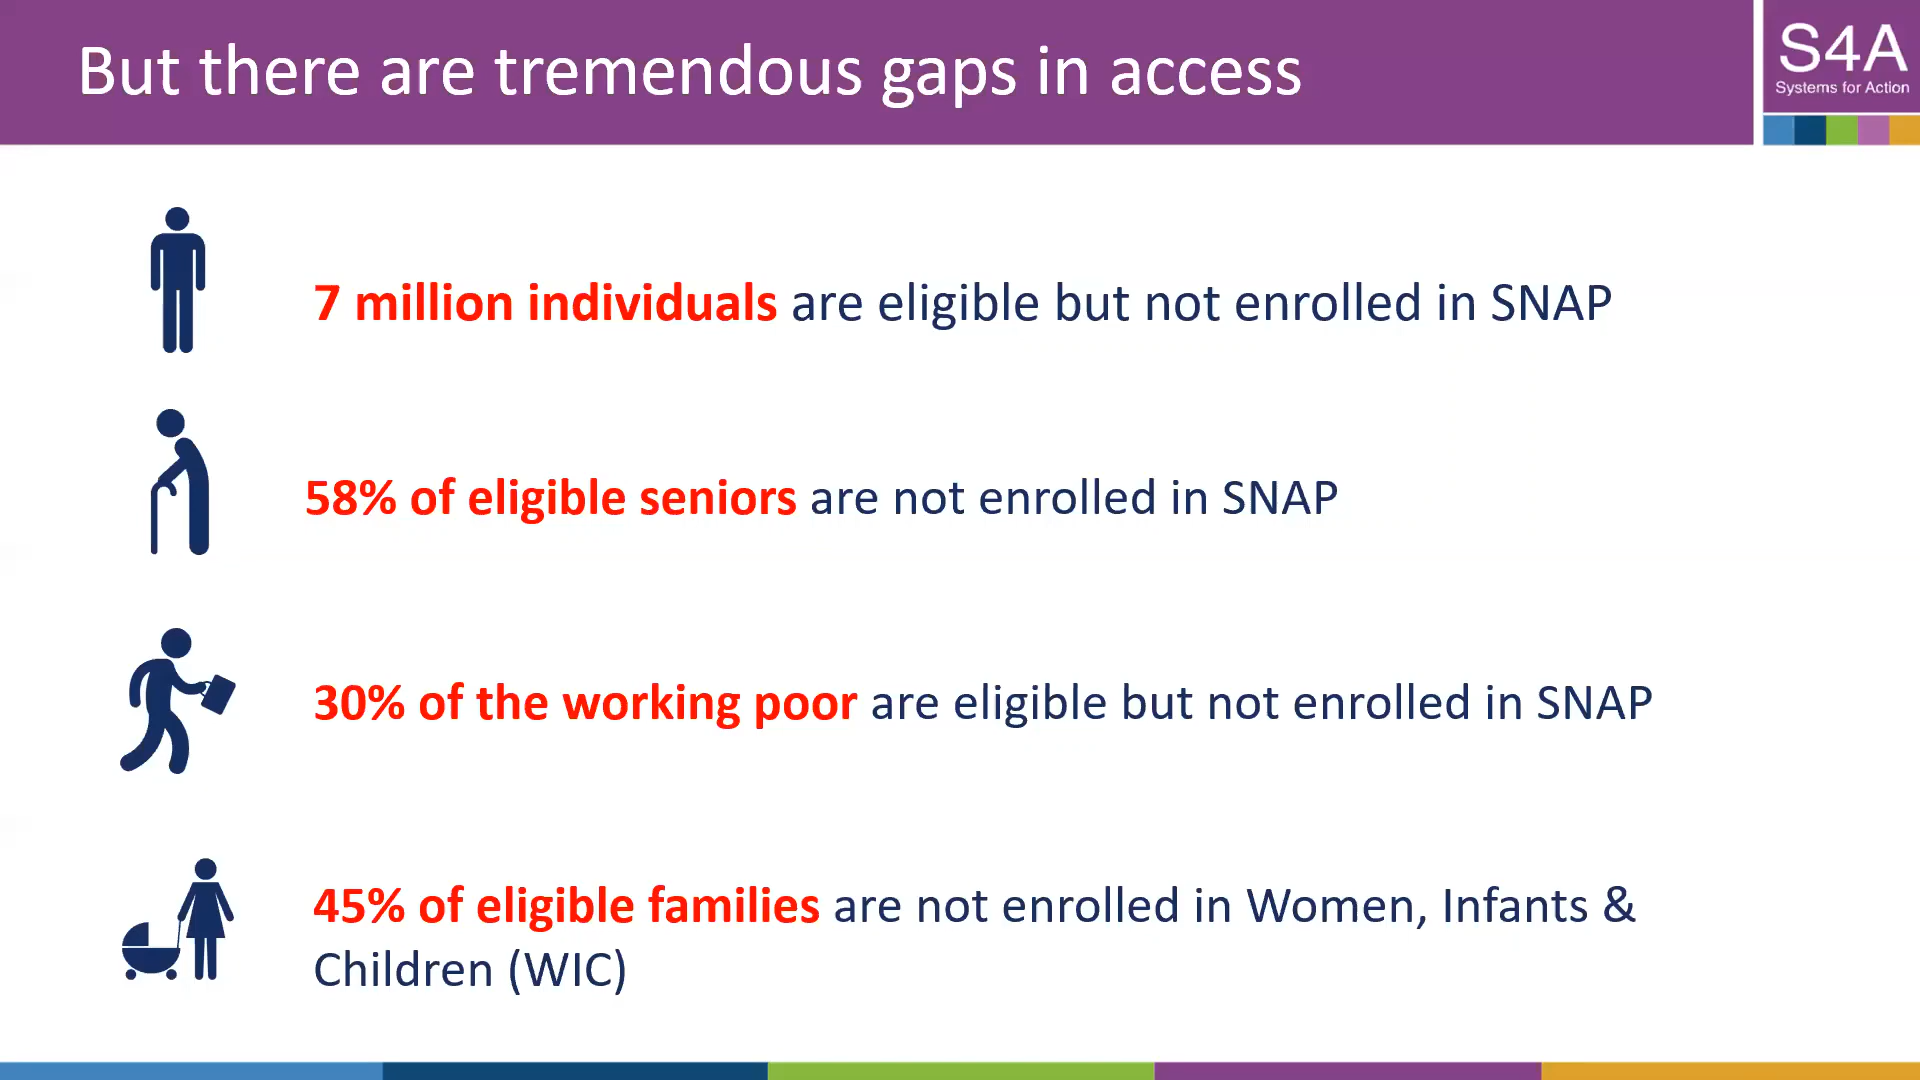 But there are tremendous gaps in access
S4A
Systems for Action
7 million individuals are eligible but not enrolled in SNAP
58% of eligible seniors are not enrolled in SNAP
30% of the working poor are eligible but not enrolled in SNAP
45% of eligible families are not enrolled in Women, Infants &
Children (WIC)